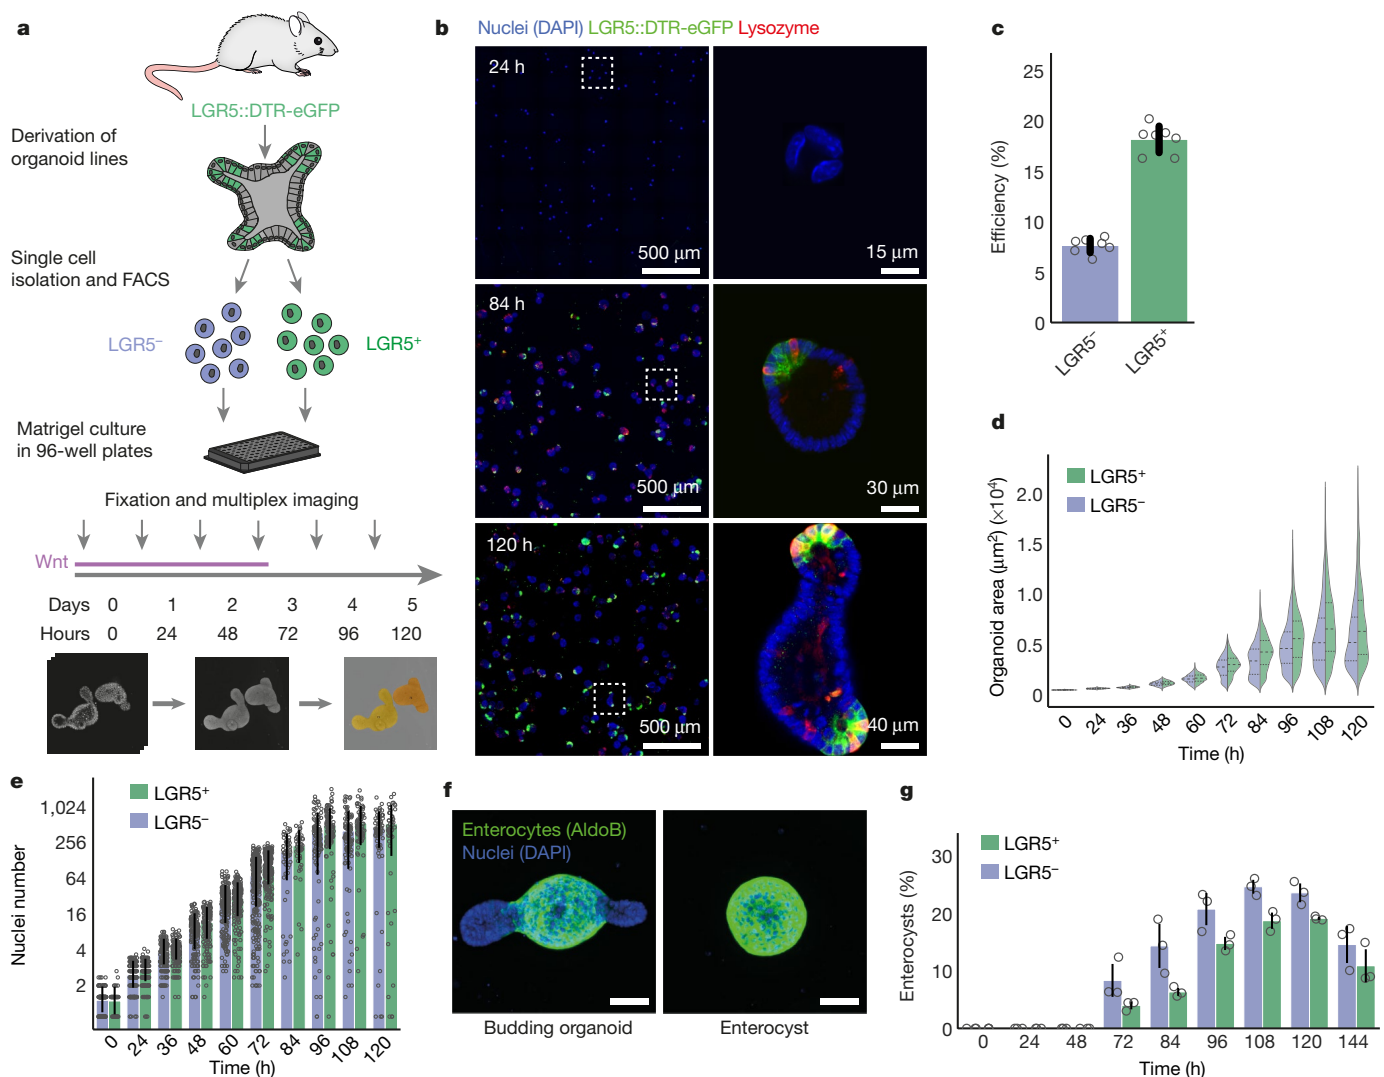 a
LGR5::DTR-eGFP
Derivation of
organoid lines
Single cell
isolation and FACS
LGR5–
LGR5+
Matrigel culture
in 96-well plates
Fixation and multiplex imaging
Wnt
Days 0 1 2 3 4 5
Hours 0 24 48 72 96 120
b
Nuclei (DAPI) LGR5::DTR-eGFP Lysozyme
24 h
500 µm
15 µm
84 h
500 µm
30 µm
120 h
500 µm
40 µm
c
Efficiency (%)
25
20
15
10
5
0
LGR5–
LGR5+
d
LGR5+
LGR5–
Organoid area (µm²) (×10⁴)
2.0
1.5
1.0
0.5
0
0 24 36 48 60 72 84 96 108 120
Time (h)
e
LGR5+
LGR5–
Nuclei number
1,024
256
64
16
4
2
0 24 36 48 60 72 84 96 108 120
Time (h)
f
Enterocytes (AldoB)
Nuclei (DAPI)
Budding organoid
Enterocyst
g
LGR5+
LGR5–
Enterocysts (%)
30
20
10
0
0 24 48 72 84 96 108 120 144
Time (h)